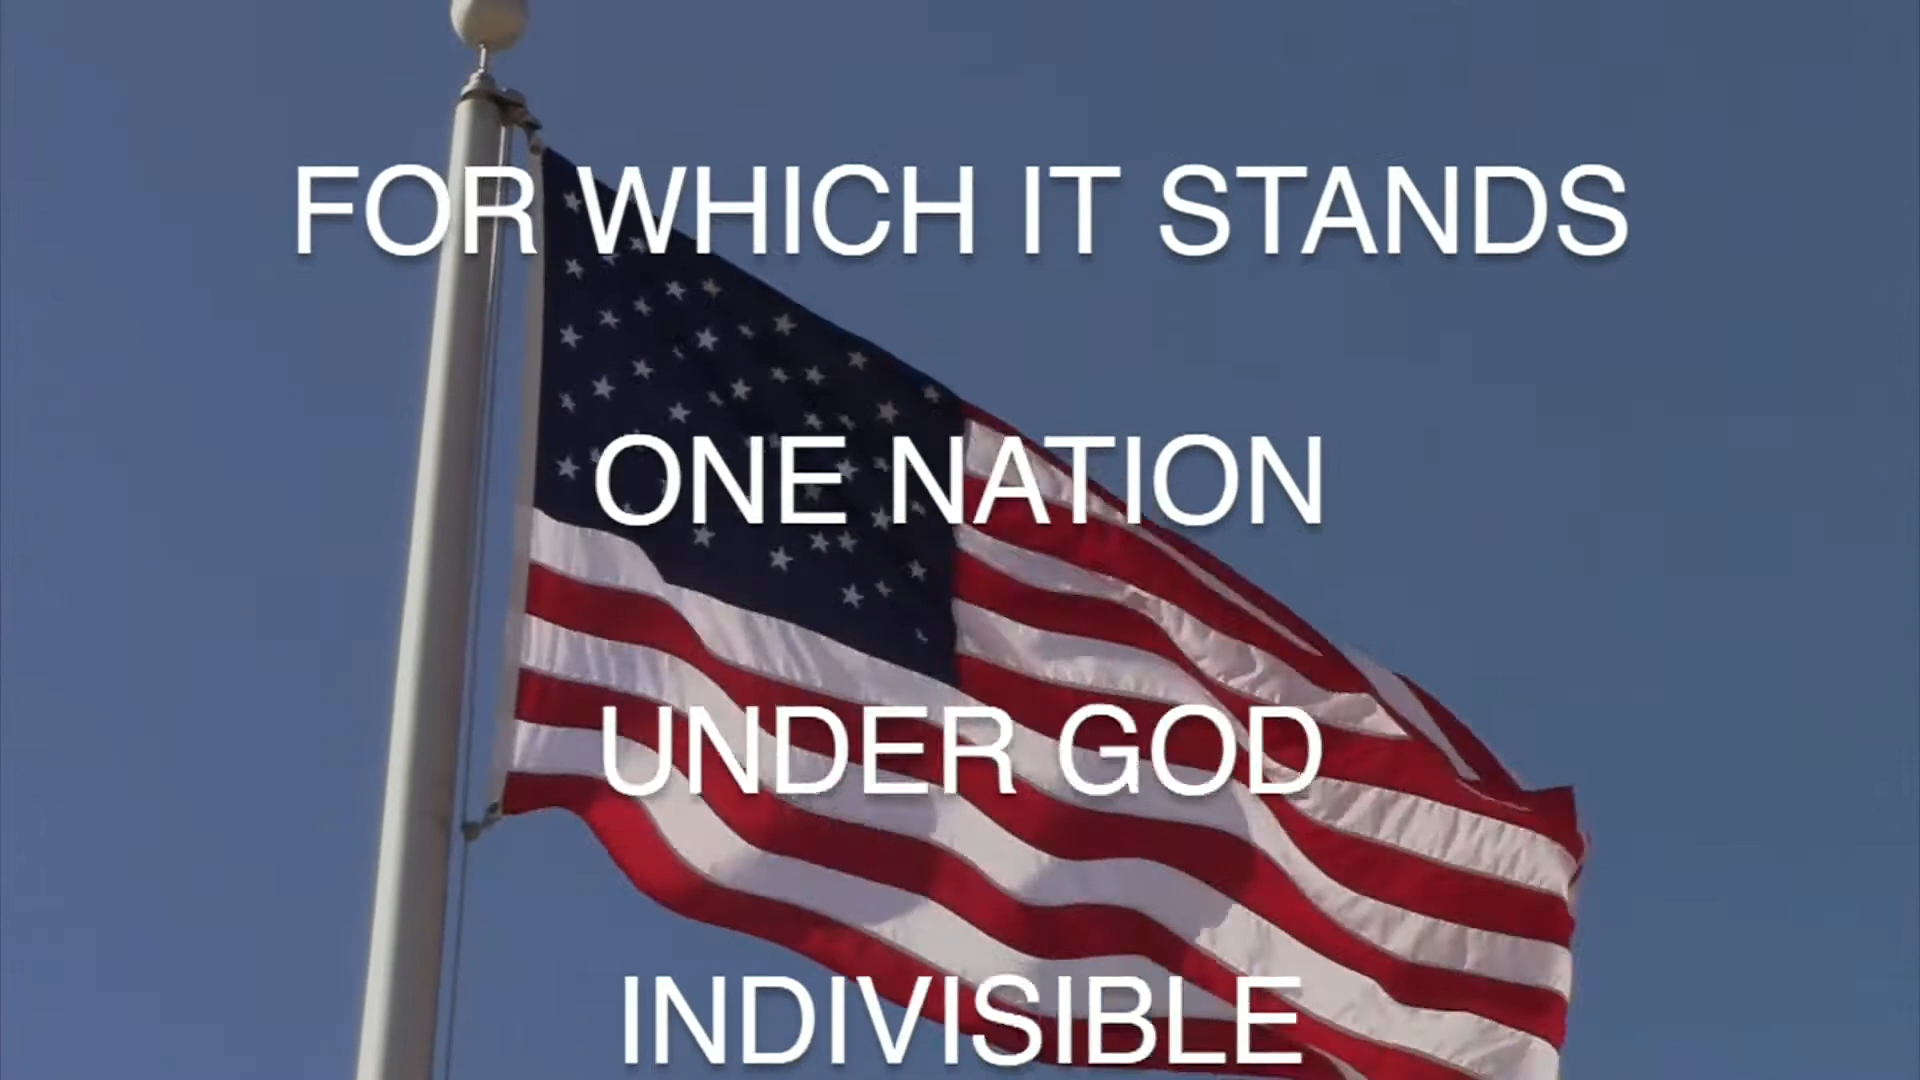 FOR WHICH IT STANDS
ONE NATION
UNDER GOD
INDIVISIBLE